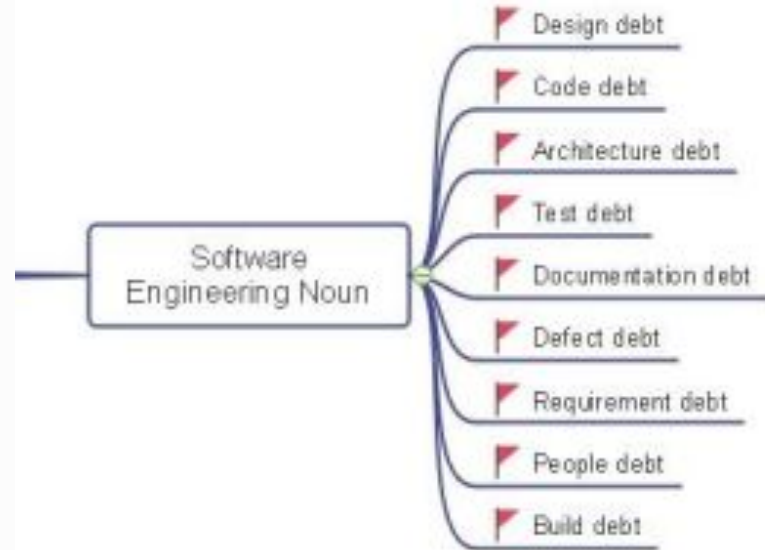 Design debt
Code debt
Architecture debt
Test debt
Software
Engineering Noun
Documentation debt
Defect debt
Requirement debt
People debt
Build debt